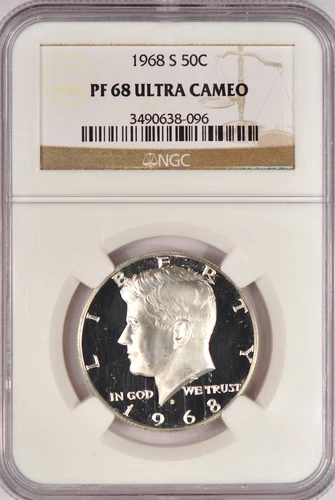 1968 S 50C
PF 68 ULTRA CAMEO
3490638-096
NGC
LIBERTY
IN GOD WE TRUST
S
1968